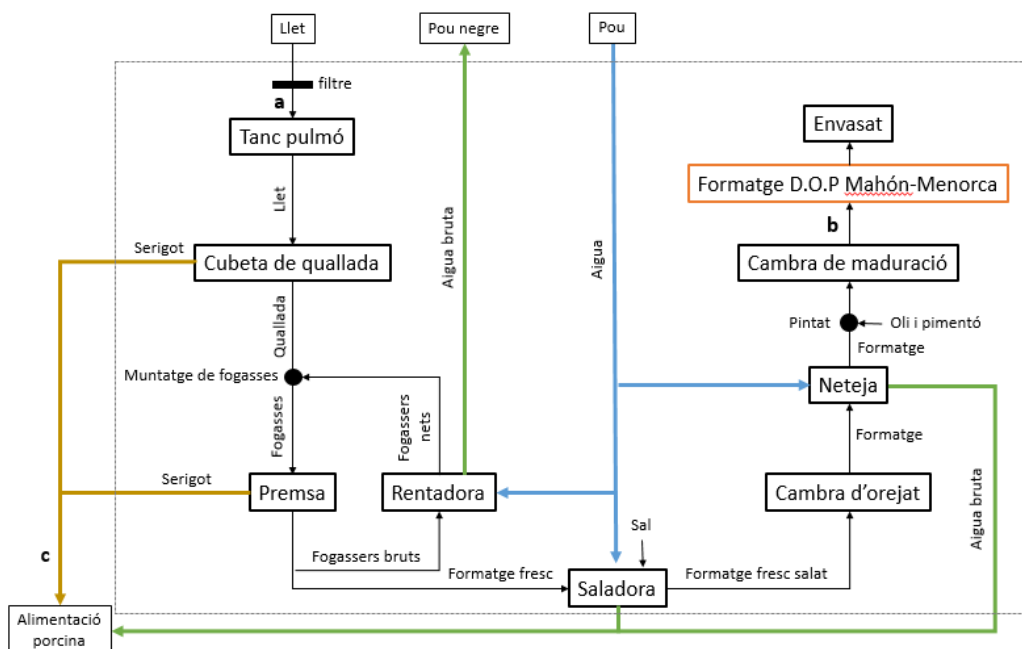 Llet
Pou negre
Pou
filtre
a
Tanc pulmó
Envasat
Formatge D.O.P Mahón-Menorca
Llet
Aigua bruta
Aigua
b
Serigot
Cubeta de quallada
Cambra de maduració
Quallada
Pintat
Oli i pimentó
Formatge
Muntatge de fogasses
Neteja
Fogasses
Fogassers
nets
Formatge
Serigot
Premsa
Rentadora
Cambra d'orejat
Aigua bruta
Sal
c
Fogassers bruts
Formatge fresc
Saladora
Formatge fresc salat
Alimentació
porcina